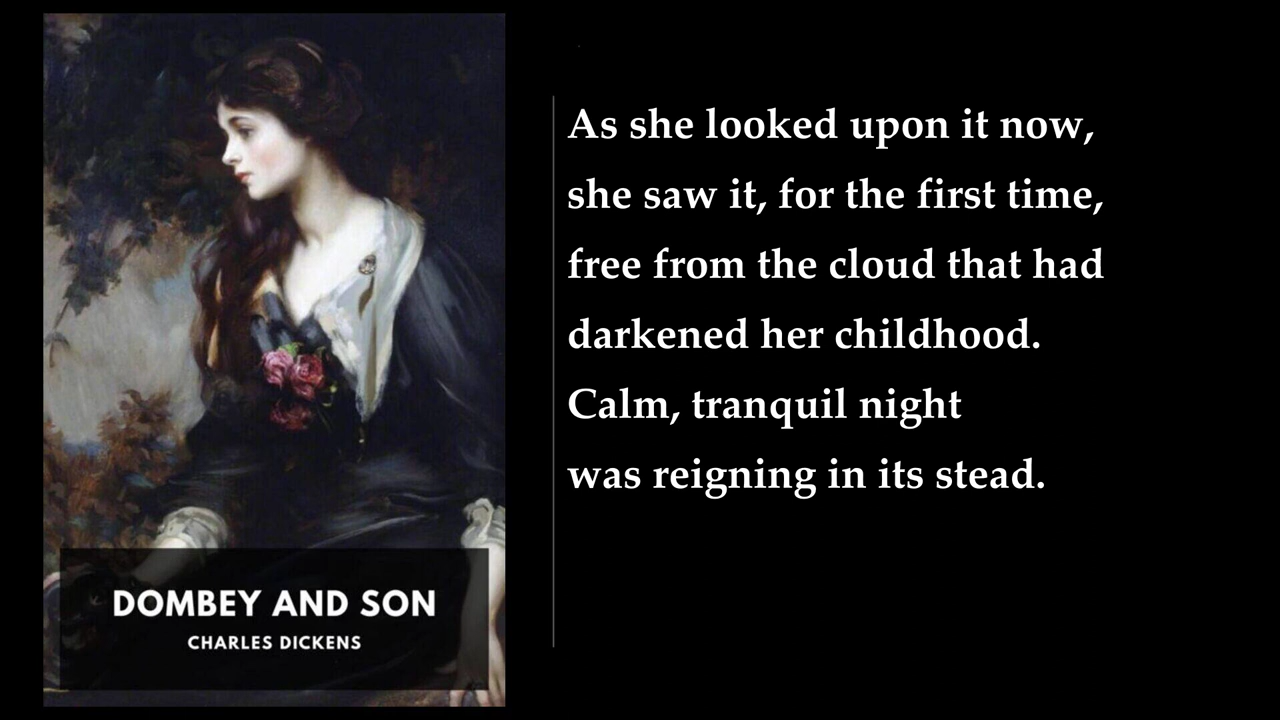 As she looked upon it now,
she saw it, for the first time,
free from the cloud that had
darkened her childhood.
Calm, tranquil night
was reigning in its stead.
DOMBEY AND SON
CHARLES DICKENS